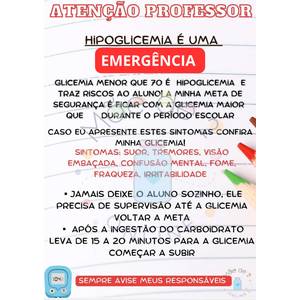 ATENÇÃO PROFESSOR
HIPOGLICEMIA É UMA
EMERGÊNCIA
GLICEMIA MENOR QUE 70 É HIPOGLICEMIA E
TRAZ RISCOS AO ALUNO! A MINHA META DE
SEGURANÇA É FICAR COM A GLICEMIA MAIOR
QUE DURANTE O PERÍODO ESCOLAR
CASO EU APRESENTE ESTES SINTOMAS CONFIRA
MINHA GLICEMIA!
SINTOMAS: SUOR, TREMORES, VISÃO
EMBAÇADA, CONFUSÃO MENTAL, FOME,
FRAQUEZA, IRRITABILIDADE
• JAMAIS DEIXE O ALUNO SOZINHO, ELE
PRECISA DE SUPERVISÃO ATÉ A GLICEMIA
VOLTAR A META
• APÓS A INGESTÃO DO CARBOIDRATO
LEVA DE 15 A 20 MINUTOS PARA A GLICEMIA
COMEÇAR A SUBIR
SEMPRE AVISE MEUS RESPONSÁVEIS